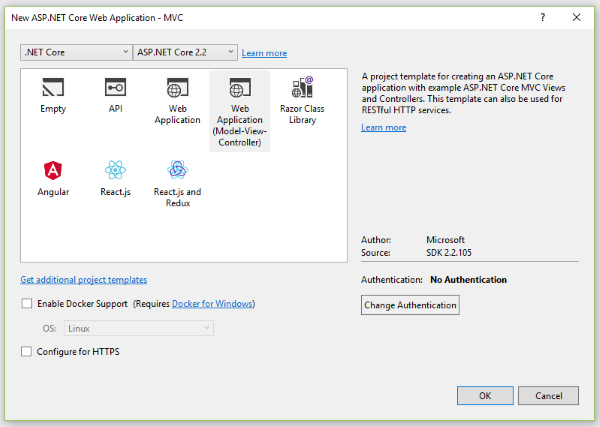 New ASP.NET Core Web Application - MVC
? ×
.NET Core ASP.NET Core 2.2 Learn more
Empty
API
Web
Application
Web
Application
(Model-View-
Controller)
Razor Class
Library
Angular
React.js
React.js and
Redux
A project template for creating an ASP.NET Core
application with example ASP.NET Core MVC Views
and Controllers. This template can also be used for
RESTful HTTP services.
Learn more
Author: Microsoft
Source: SDK 2.2.105
Get additional project templates
Authentication: No Authentication
Enable Docker Support (Requires Docker for Windows)
Change Authentication
OS: Linux
Configure for HTTPS
OK Cancel